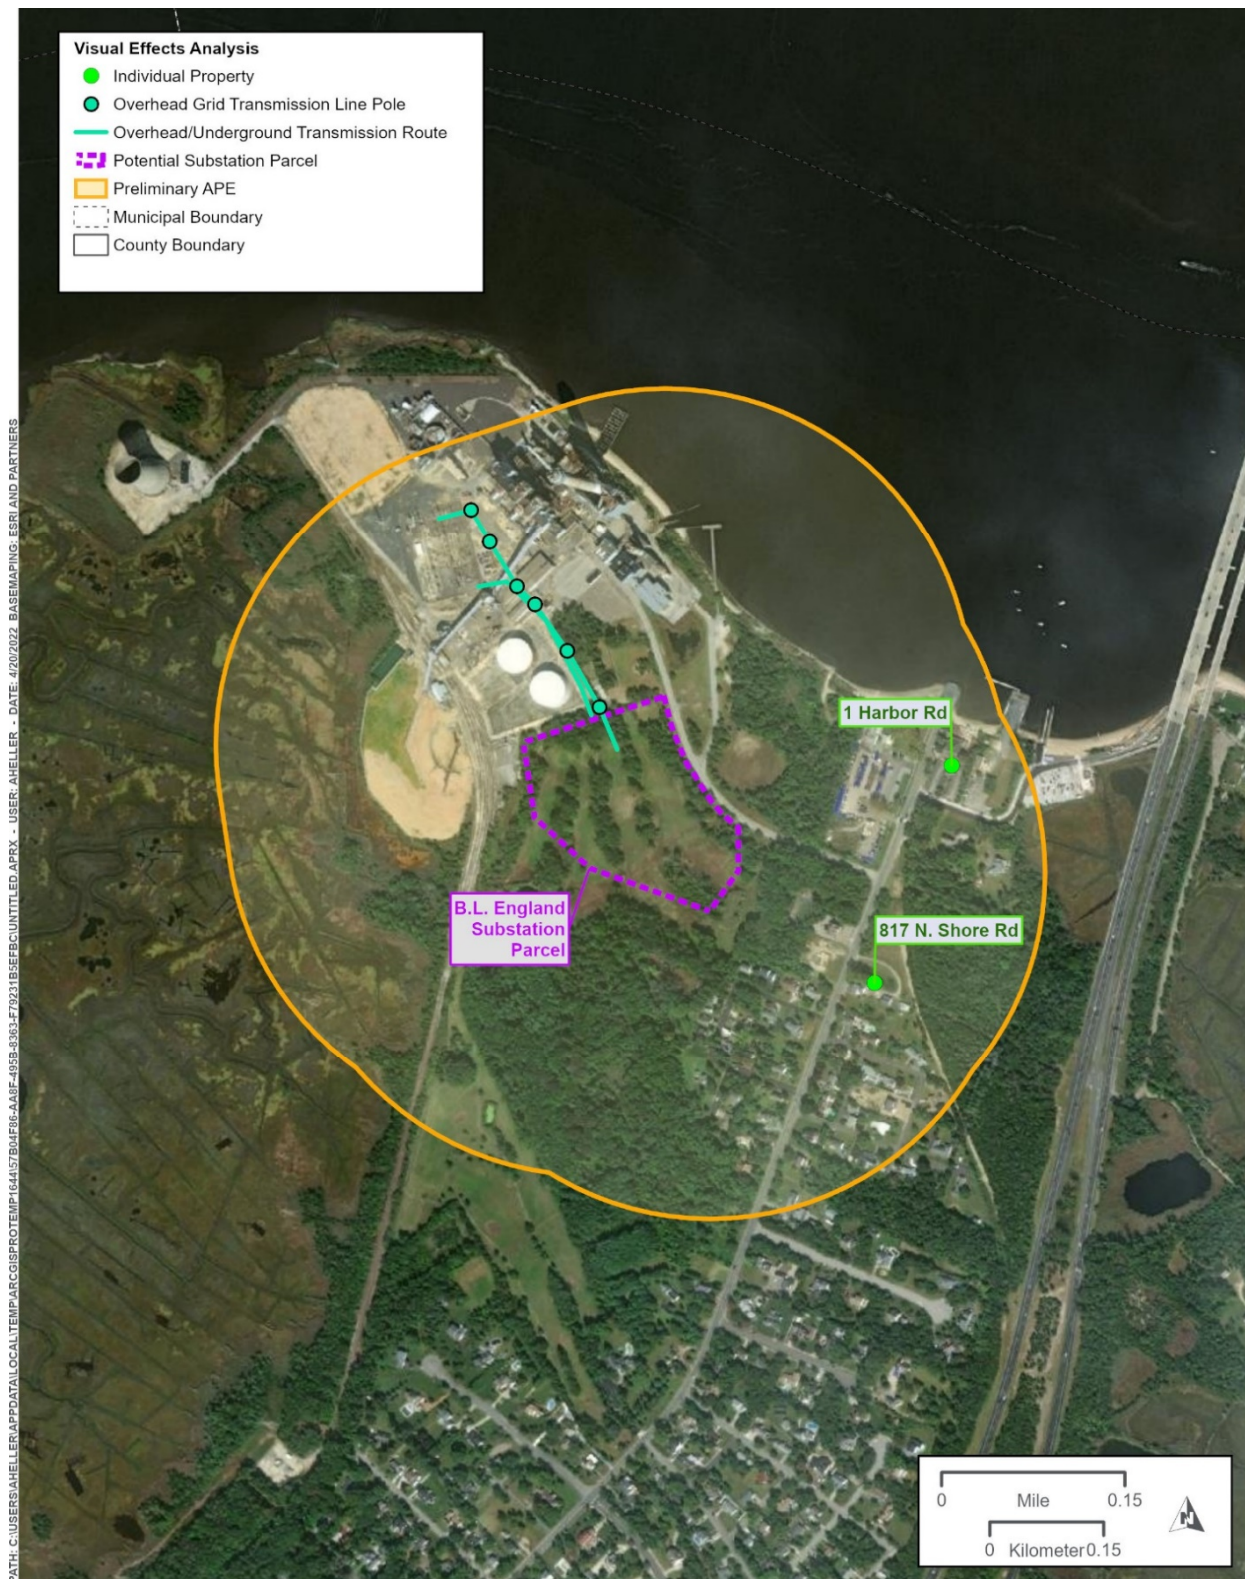 Visual Effects Analysis
Individual Property
Overhead Grid Transmission Line Pole
Overhead/Underground Transmission Route
Potential Substation Parcel
Preliminary APE
Municipal Boundary
County Boundary
1 Harbor Rd
B.L. England
Substation
Parcel
817 N. Shore Rd
0 Mile 0.15
0 Kilometer 0.15
N
PATH: C:\USERS\AHELLER\APPDATA\LOCAL\TEMP\ARCGISPROTEMP1644\57B04F86-AA8F-495B-8363-F79231B5EFBC\UNTITLED.APRX - USER: AHELLER - DATE: 4/20/2022 BASEMAPING: ESRI AND PARTNERS